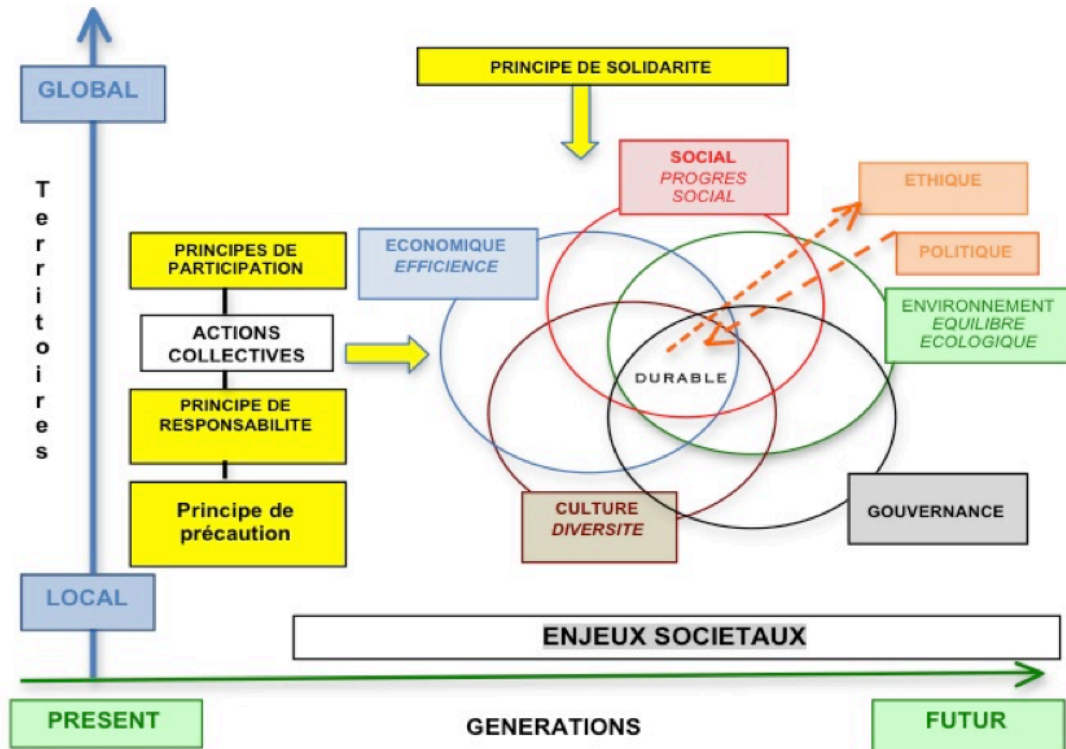 PRINCIPE DE SOLIDARITE
GLOBAL
SOCIAL
PROGRES
SOCIAL
ETHIQUE
Territoires
PRINCIPES DE
PARTICIPATION
ECONOMIQUE
EFFICIENCE
POLITIQUE
ENVIRONNEMENT
EQUILIBRE
ECOLOGIQUE
ACTIONS
COLLECTIVES
DURABLE
PRINCIPE DE
RESPONSABILITE
Principe de
précaution
CULTURE
DIVERSITE
GOUVERNANCE
LOCAL
ENJEUX SOCIETAUX
PRESENT
GENERATIONS
FUTUR